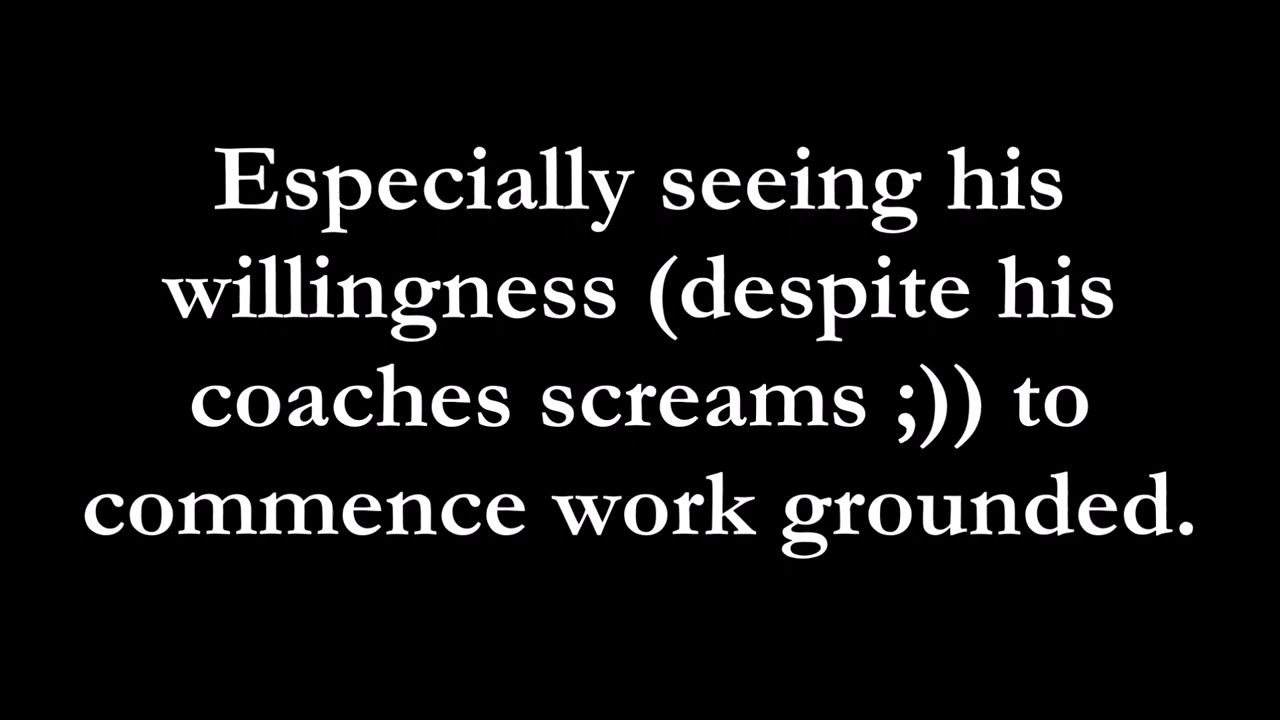 Especially seeing his
willingness (despite his
coaches screams ;)) to
commence work grounded.